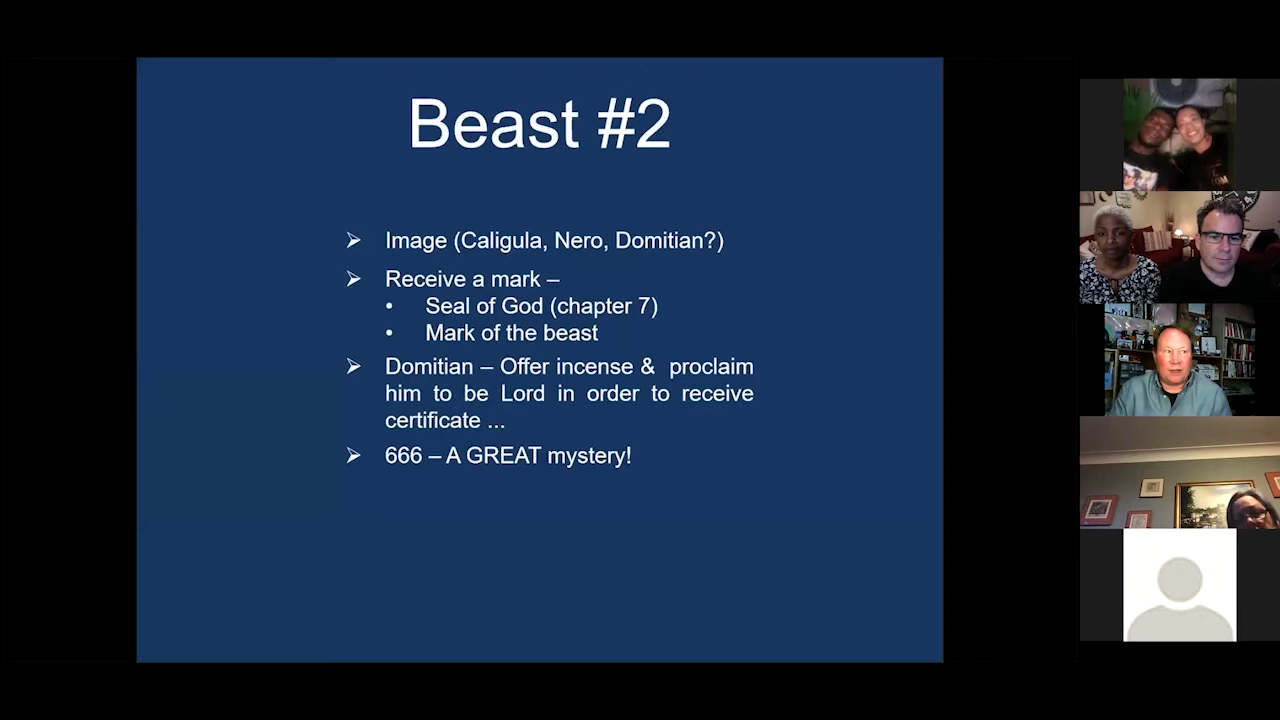 Beast #2
➢ Image (Caligula, Nero, Domitian?)
➢ Receive a mark –
• Seal of God (chapter 7)
• Mark of the beast
➢ Domitian – Offer incense & proclaim
him to be Lord in order to receive
certificate ...
➢ 666 – A GREAT mystery!